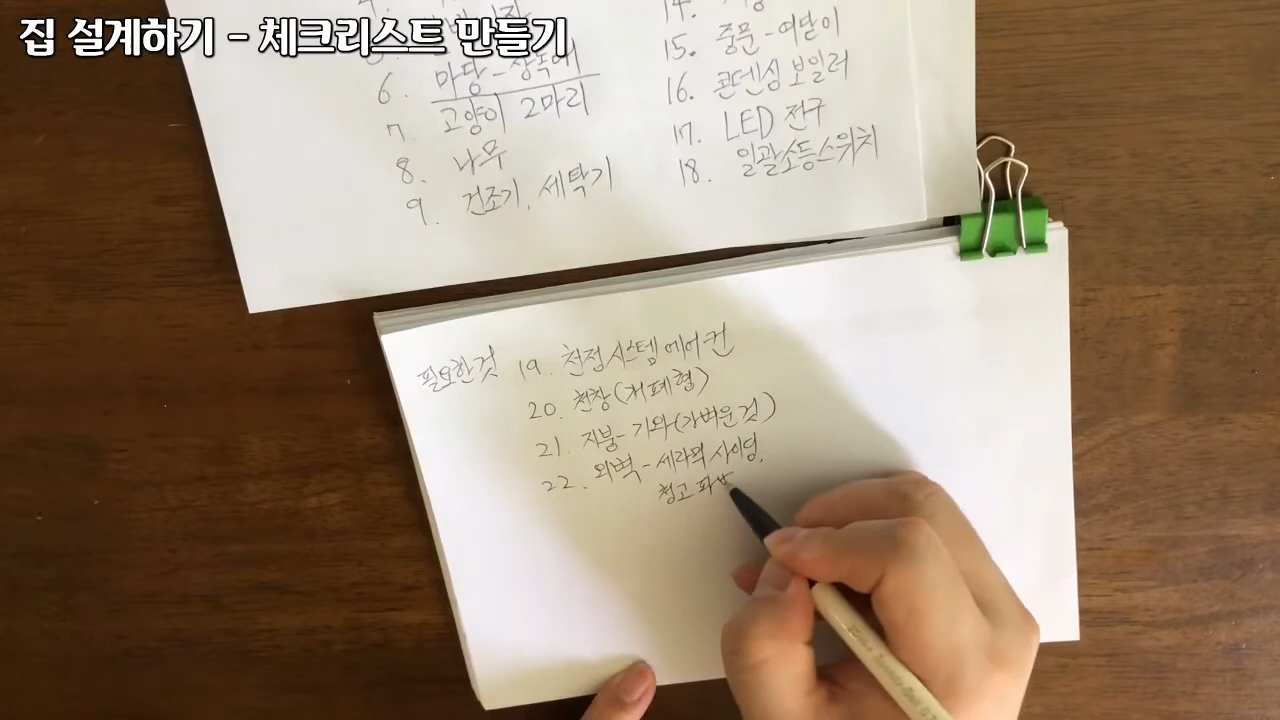 집 설계하기 - 체크리스트 만들기
6. 마당 - 잔디에
7. 고양이 2마리
8. 나무
9. 건조기, 세탁기
14.
15. 중문 - 여닫이
16. 콘덴싱 보일러
17. LED 전구
18. 일괄소등스위치
필요한 것 19. 천정 시스템 에어컨
20. 천창 (개폐형)
21. 지붕 - 기와 (가벼운 것)
22. 외벽 - 세라믹 사이딩,
청고 파벽